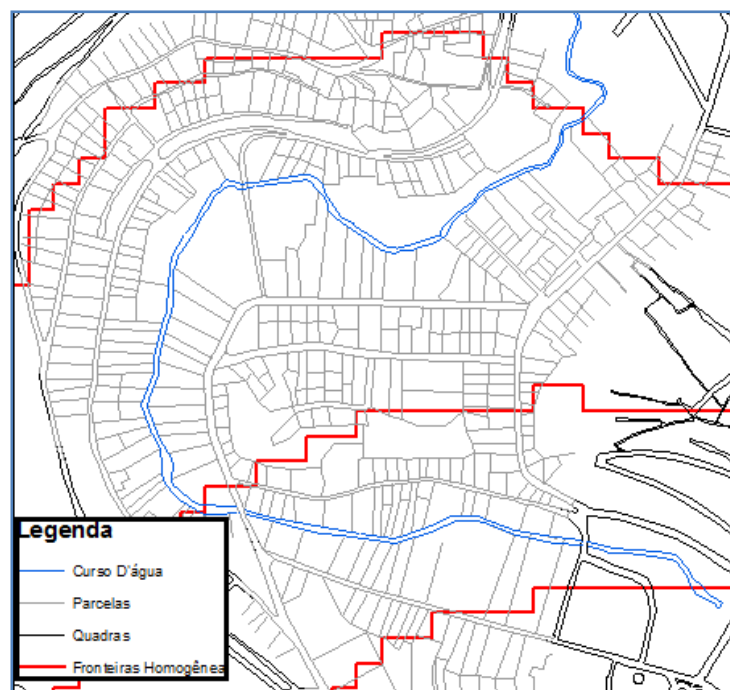 Legenda
Curso D'água
Parcelas
Quadras
Fronteiras Homogênea